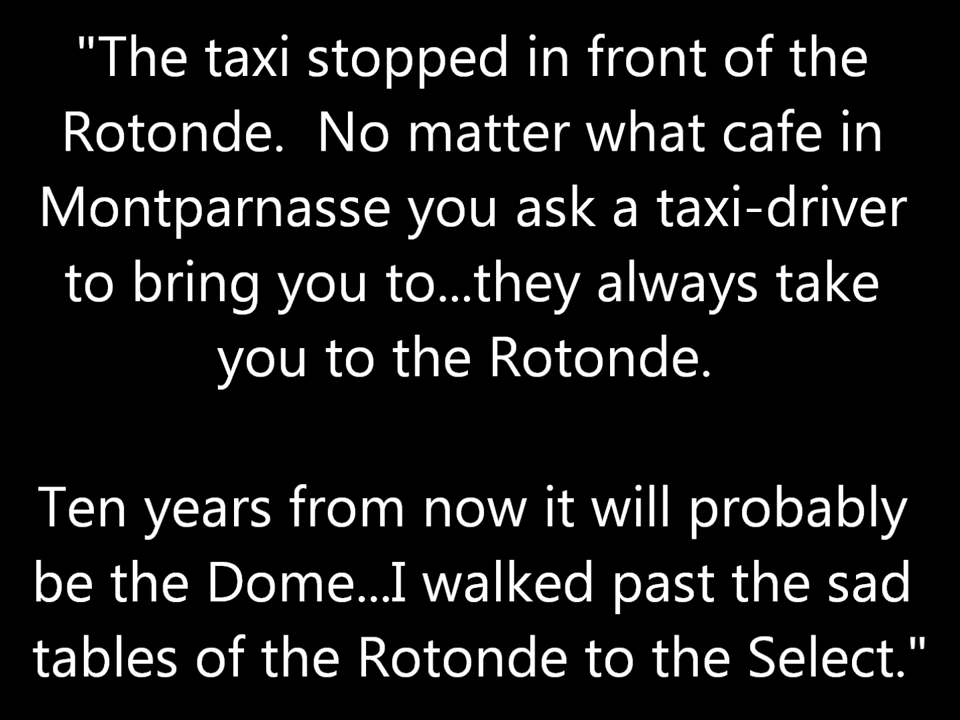 "The taxi stopped in front of the
Rotonde.  No matter what cafe in
Montparnasse you ask a taxi-driver
to bring you to...they always take
you to the Rotonde.
Ten years from now it will probably
be the Dome...I walked past the sad
tables of the Rotonde to the Select."